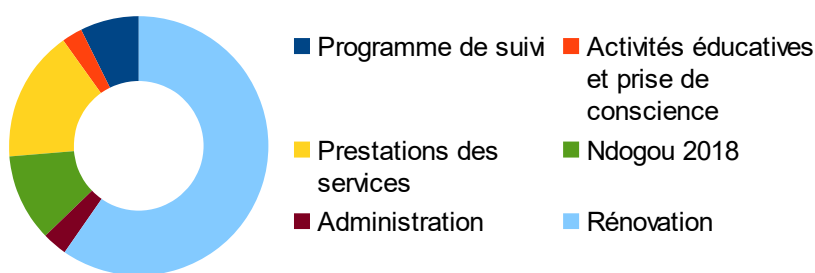 Programme de suivi
Activités éducatives
et prise de
conscience
Prestations des
services
Ndogou 2018
Administration
Rénovation